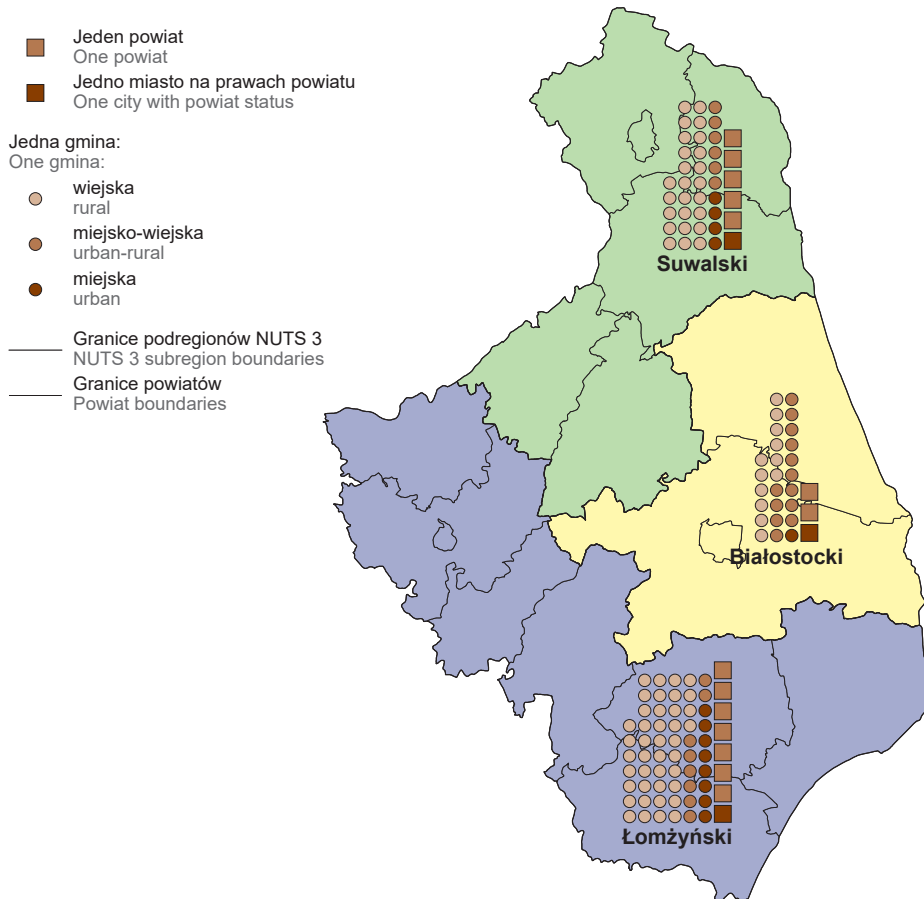 Jeden powiat
One powiat
Jedno miasto na prawach powiatu
One city with powiat status
Jedna gmina:
One gmina:
wiejska
rural
miejsko-wiejska
urban-rural
miejska
urban
Granice podregionów NUTS 3
NUTS 3 subregion boundaries
Granice powiatów
Powiat boundaries
Suwalski
Białostocki
Łomżyński